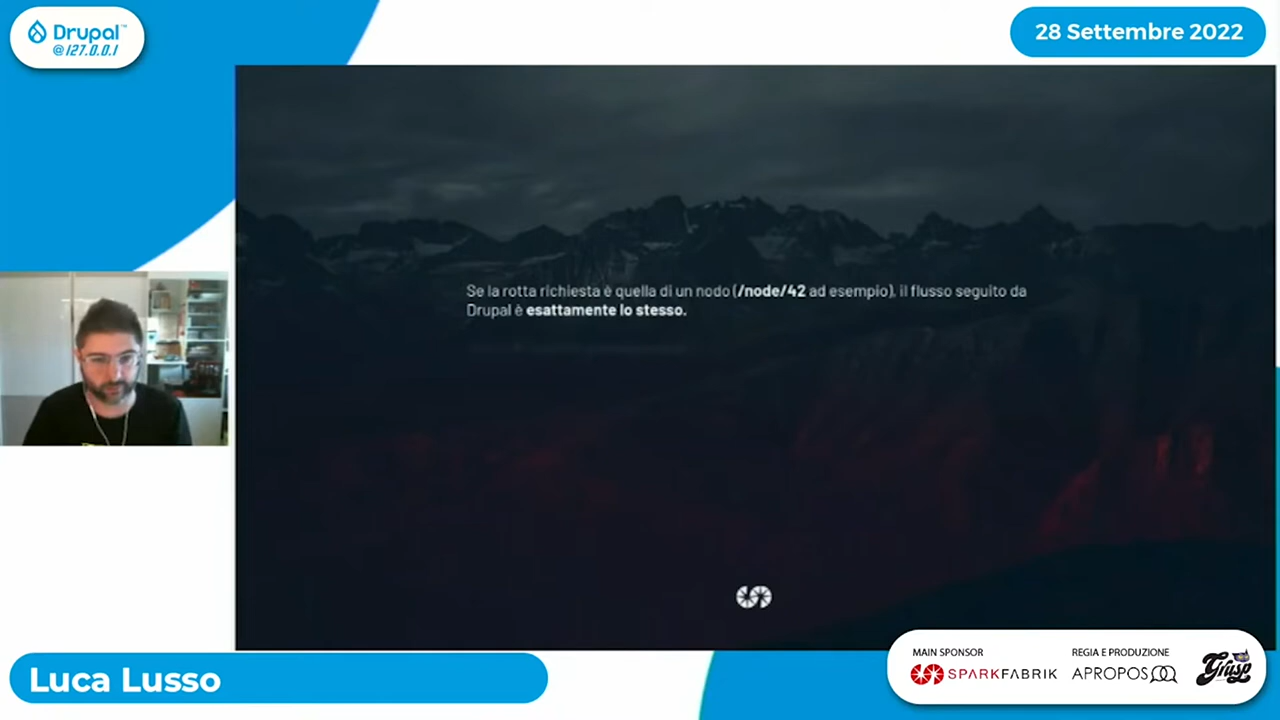 Drupal™
@127.0.0.1
28 Settembre 2022
Se la rotta richiesta è quella di un nodo (/node/42 ad esempio), il flusso seguito da
Drupal è esattamente lo stesso.
Luca Lusso
MAIN SPONSOR
SPARKFABRIK
REGIA E PRODUZIONE
APROPOS
Grusp